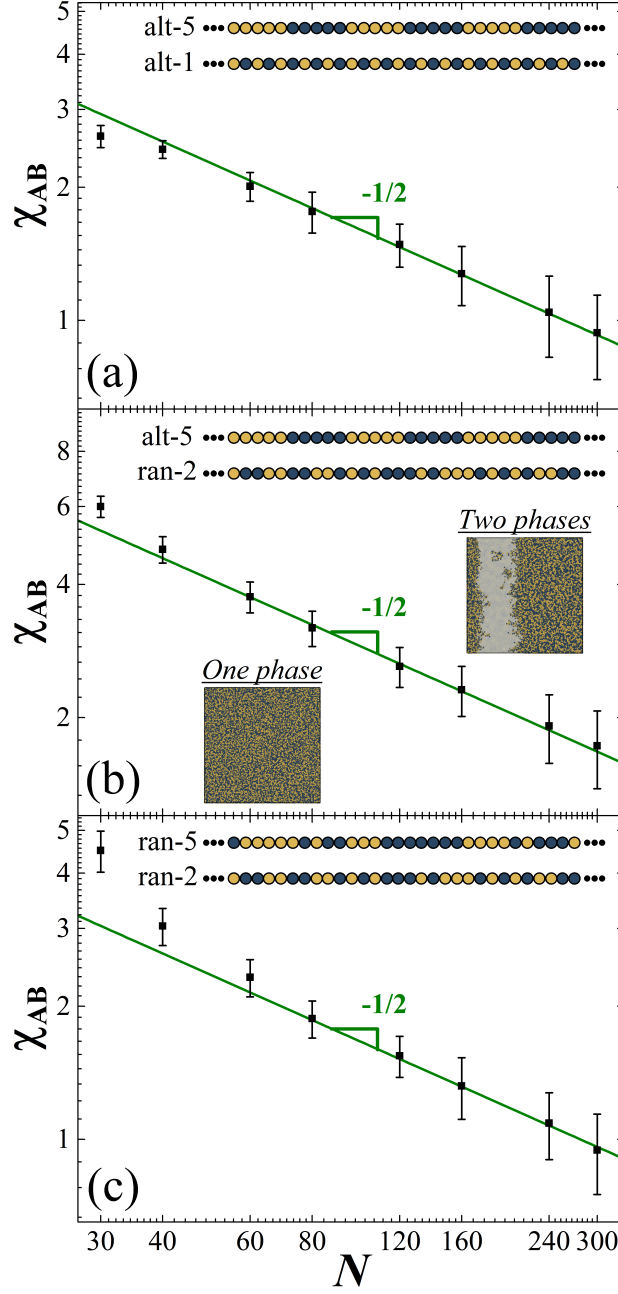 5
alt-5
4
alt-1
3
χAB
2
-1/2
1
(a)
8
alt-5
ran-2
6
Two phases
χAB
4
-1/2
One phase
2
(b)
5
ran-5
4
ran-2
3
χAB
2
-1/2
1
(c)
30 40 60 80 120 160 240 300
N